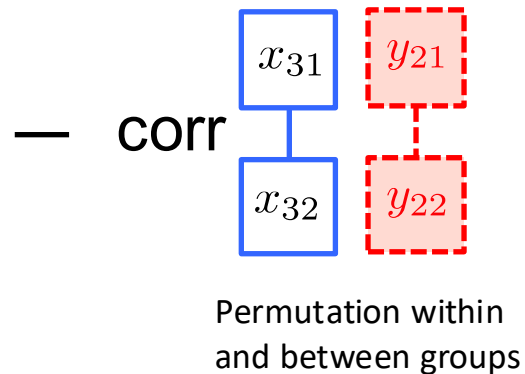 x₃₁ y₂₁
— corr
x₃₂ y₂₂
Permutation within
and between groups